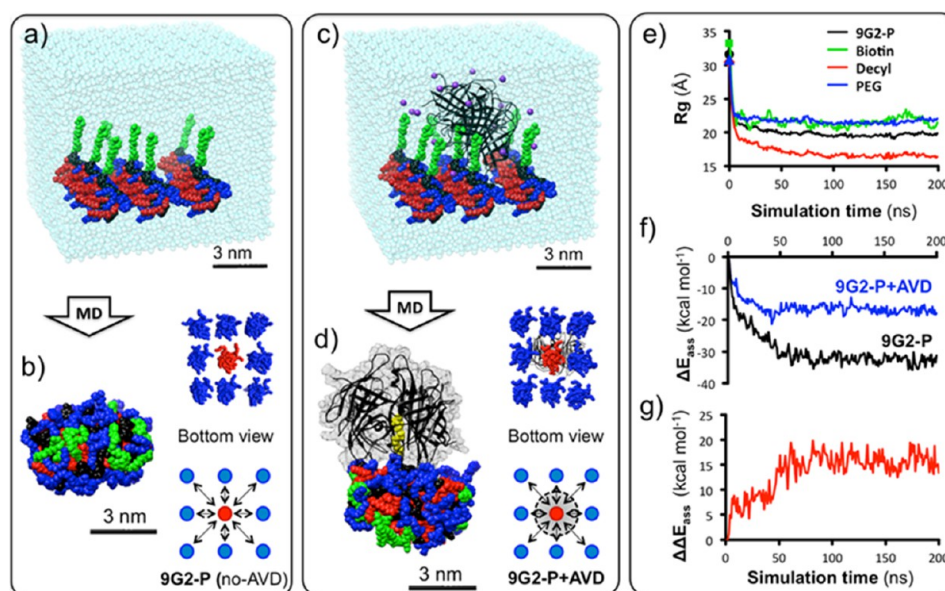 a)
3 nm
MD
b)
Bottom view
3 nm
9G2-P (no-AVD)
c)
3 nm
MD
d)
Bottom view
3 nm
9G2-P+AVD
e)
9G2-P
Biotin
Decyl
PEG
Rg (Å)
35
30
25
20
15
0 50 100 150 200
Simulation time (ns)
f)
0 50 100 150 200
ΔEass (kcal mol-1)
0
-10
-20
-30
-40
9G2-P+AVD
9G2-P
g)
ΔΔEass (kcal mol-1)
25
20
15
10
5
0
0 50 100 150 200
Simulation time (ns)